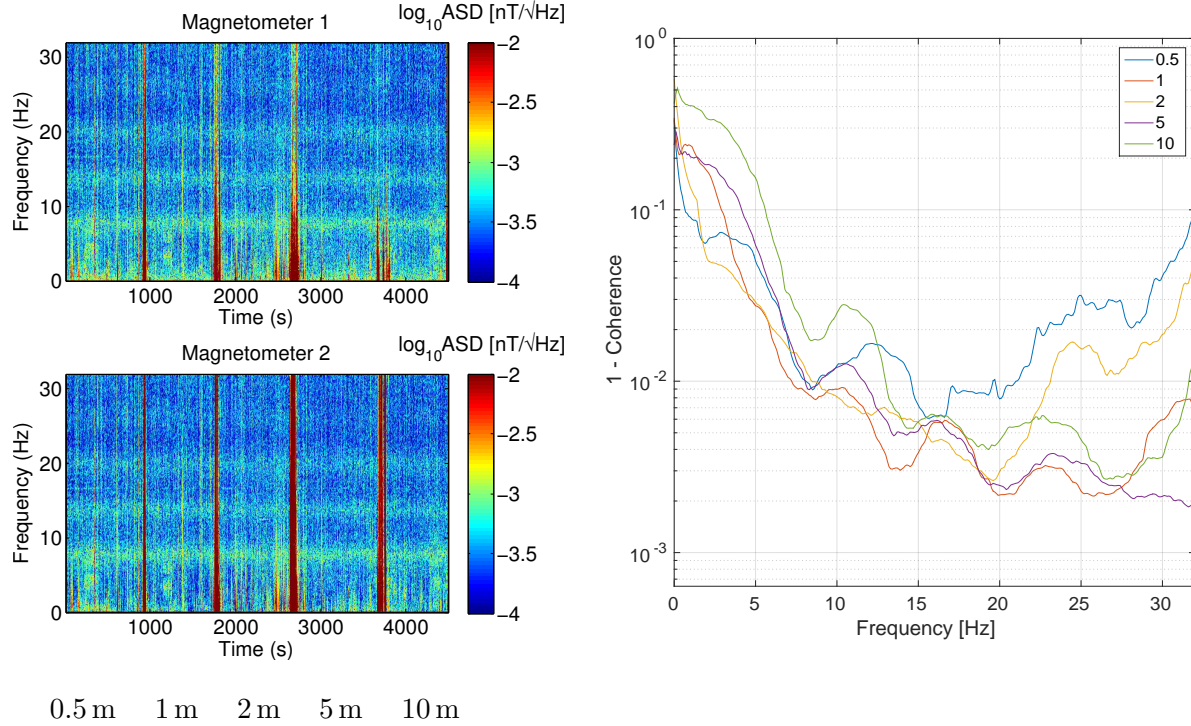 Magnetometer 1
log₁₀ASD [nT/√Hz]
Frequency (Hz)
30
20
10
0
1000 2000 3000 4000
Time (s)
−2
−2.5
−3
−3.5
−4
Magnetometer 2
log₁₀ASD [nT/√Hz]
Frequency (Hz)
30
20
10
0
1000 2000 3000 4000
Time (s)
−2
−2.5
−3
−3.5
−4
0.5 m 1 m 2 m 5 m 10 m
1 - Coherence
10⁰
10⁻¹
10⁻²
10⁻³
0 5 10 15 20 25 30
Frequency [Hz]
0.5
1
2
5
10